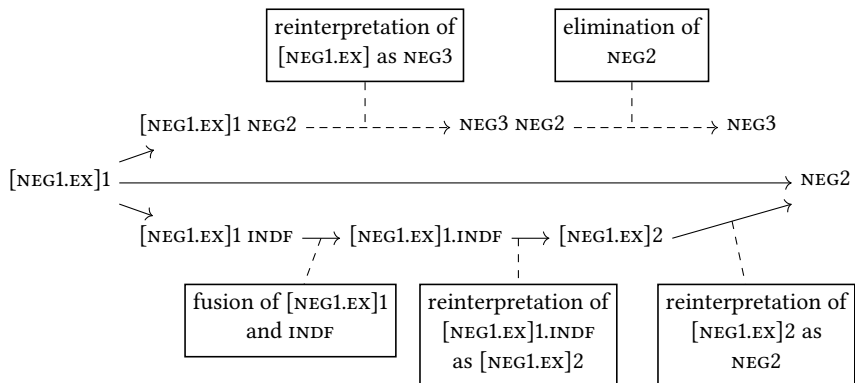 reinterpretation of
[NEG1.EX] as NEG3
elimination of
NEG2
[NEG1.EX]1 NEG2
NEG3 NEG2
NEG3
[NEG1.EX]1
NEG2
[NEG1.EX]1 INDF
[NEG1.EX]1.INDF
[NEG1.EX]2
fusion of [NEG1.EX]1
and INDF
reinterpretation of
[NEG1.EX]1.INDF
as [NEG1.EX]2
reinterpretation of
[NEG1.EX]2 as
NEG2